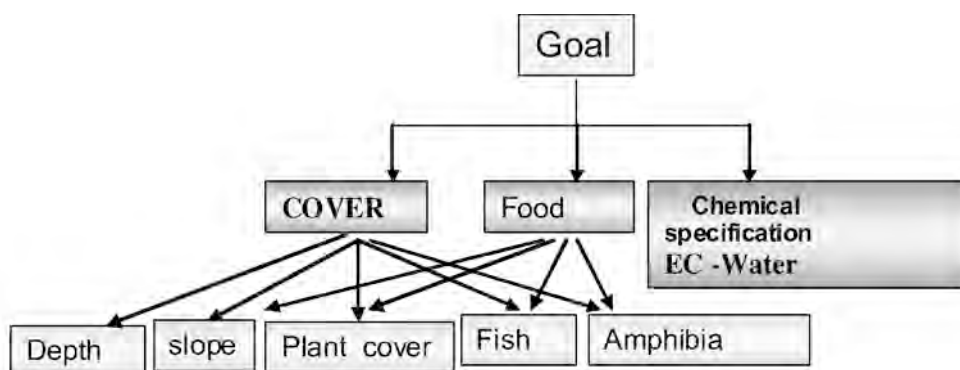 Goal
COVER
Food
Chemical
specification
EC -Water
Depth
slope
Plant cover
Fish
Amphibia